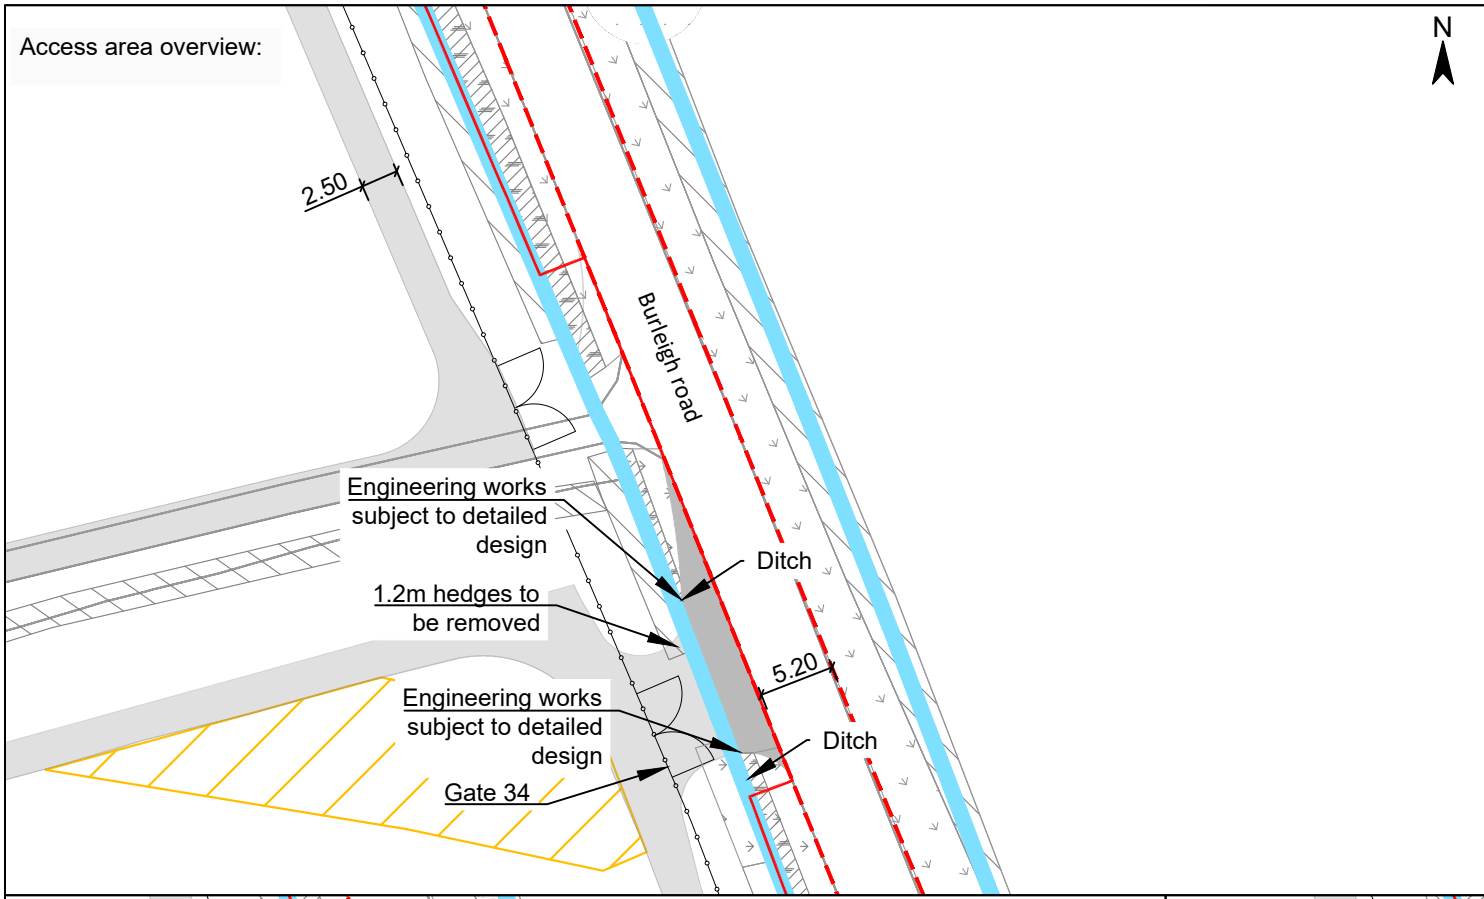 Access area overview:
N
2.50
Burleigh road
Engineering works
subject to detailed
design
Ditch
1.2m hedges to
be removed
5.20
Engineering works
subject to detailed
design
Ditch
Gate 34